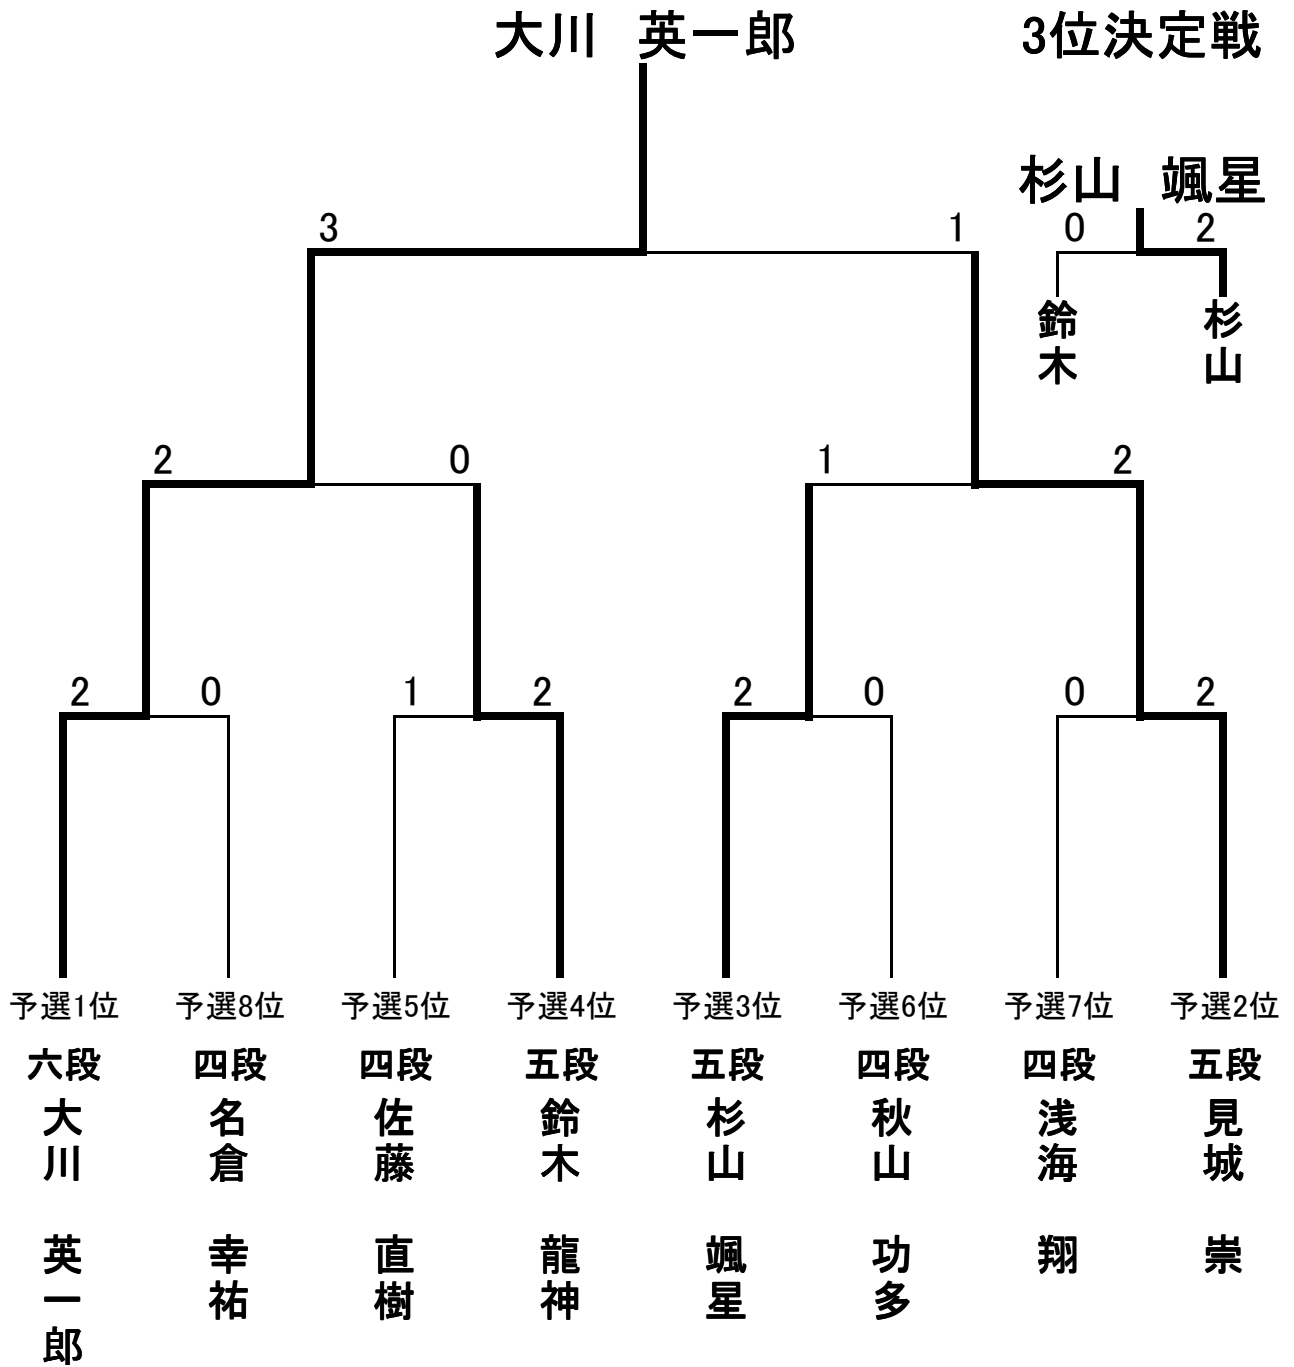 大川 英一郎
3位決定戦
杉山 颯星
3
1
0
2
鈴木
杉山
2
0
1
2
2
0
1
2
2
0
0
2
予選1位
予選8位
予選5位
予選4位
予選3位
予選6位
予選7位
予選2位
六段
四段
四段
五段
五段
四段
四段
五段
大川 英一郎
名倉 幸祐
佐藤 直樹
鈴木 龍神
杉山 颯星
秋山 功多
浅海 翔
見城 崇